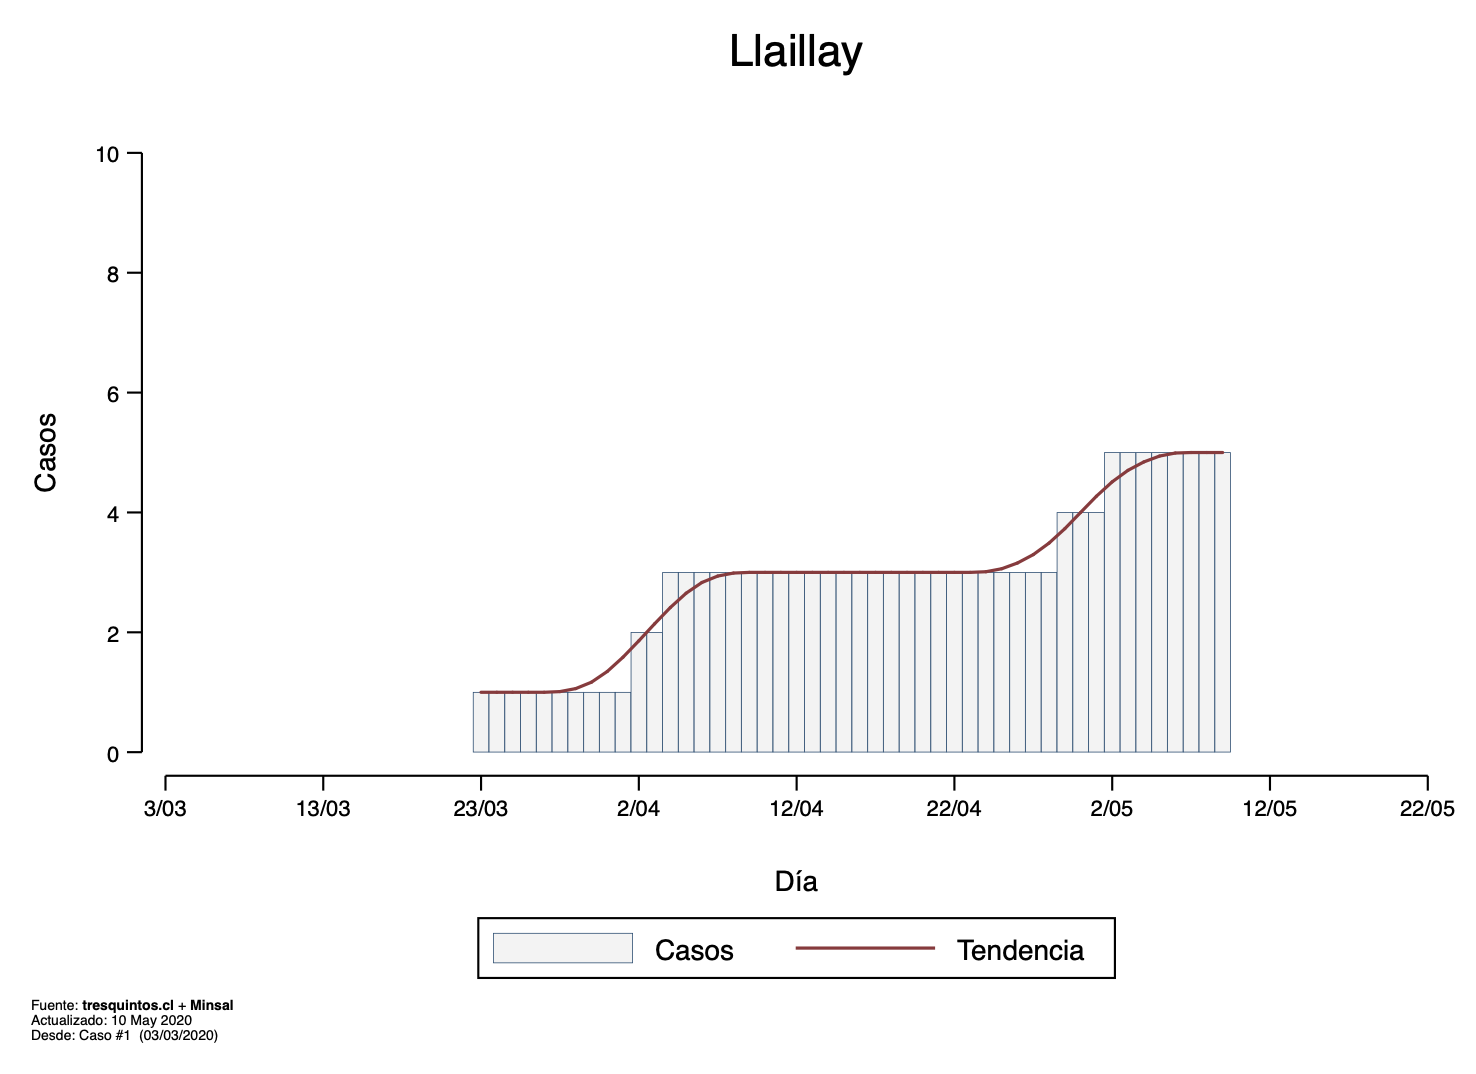 Llaillay
10
8
6
4
2
0
Casos
3/03 13/03 23/03 2/04 12/04 22/04 2/05 12/05 22/05
Día
Casos Tendencia
Fuente: tresquintos.cl + Minsal
Actualizado: 10 May 2020
Desde: Caso #1 (03/03/2020)